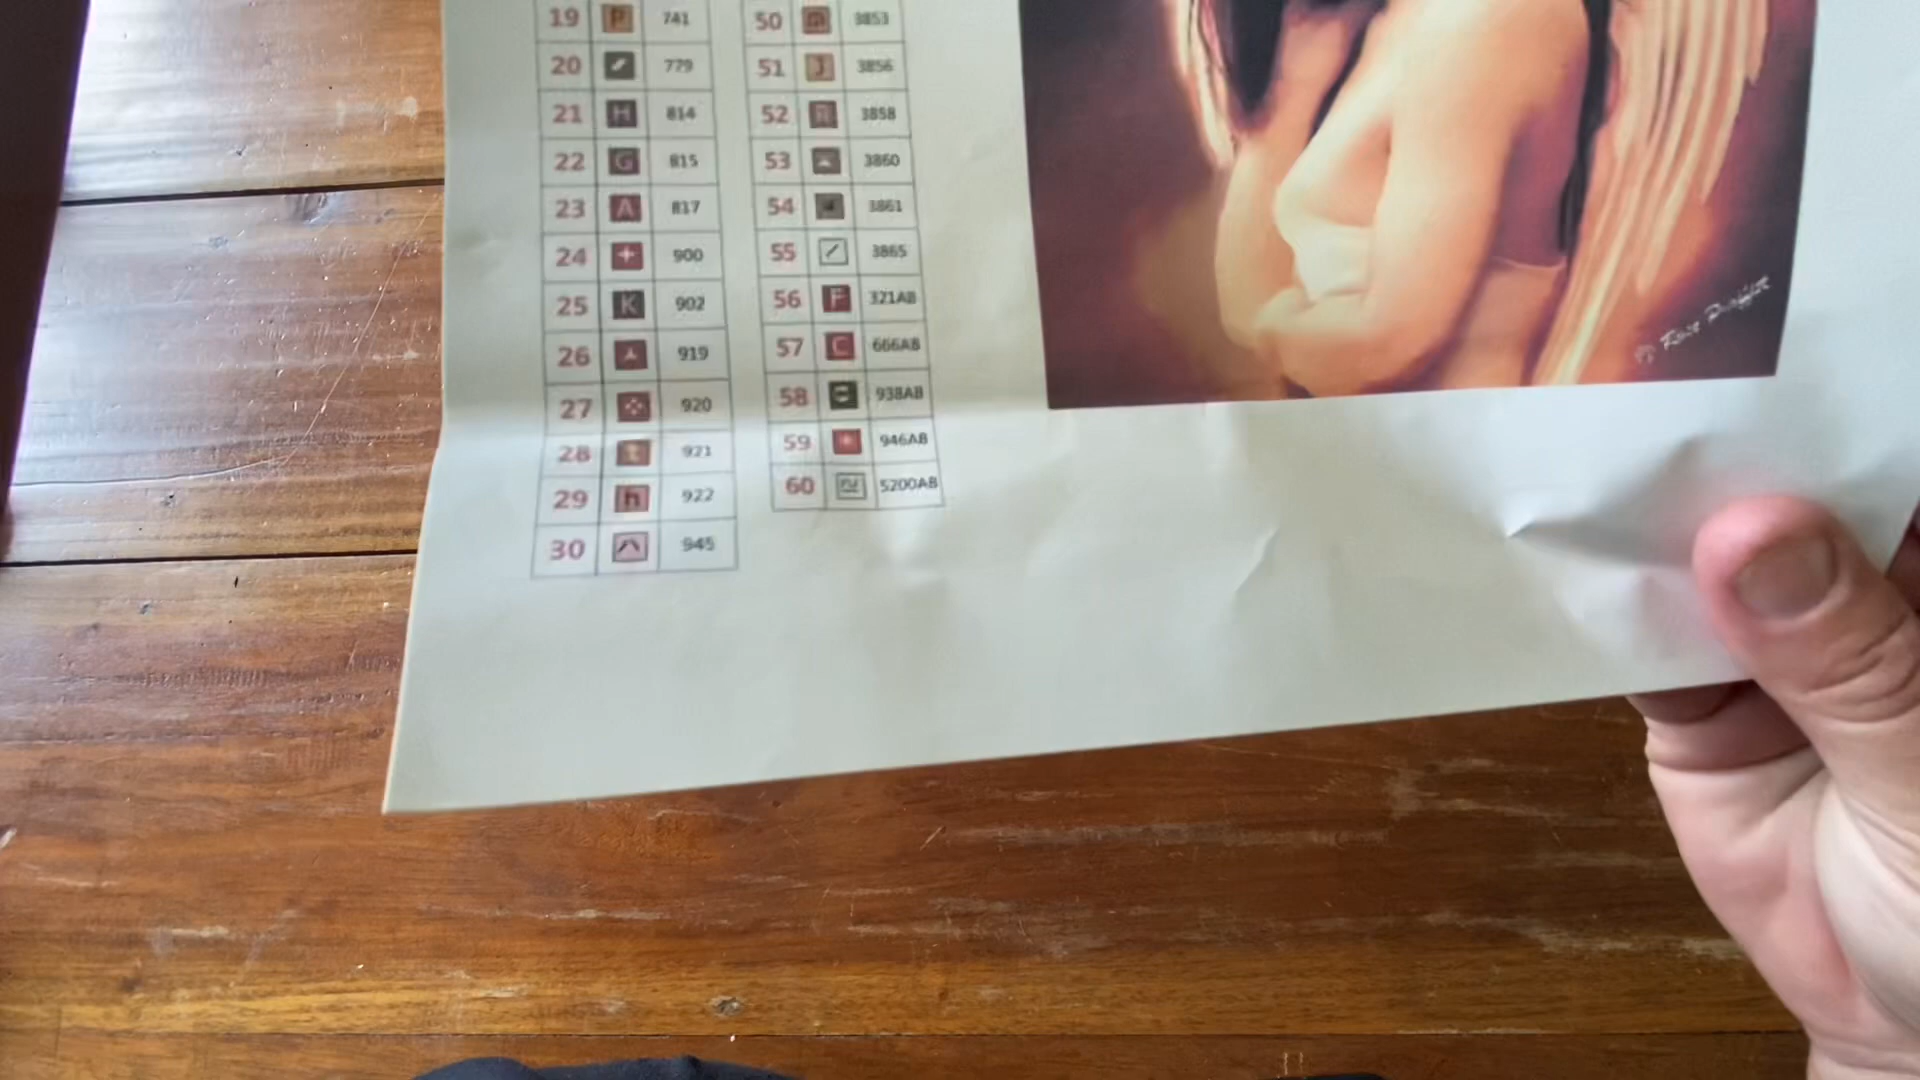 19 P 741 50 m 3853
20 779 51 J 3856
21 H 814 52 3858
22 G 815 53 3860
23 A 817 54 3861
24 + 900 55 / 3865
25 K 902 56 F 321AB
26 919 57 C 666AB
27 920 58 938AB
28 921 59 946AB
29 h 922 60 5200AB
30 945